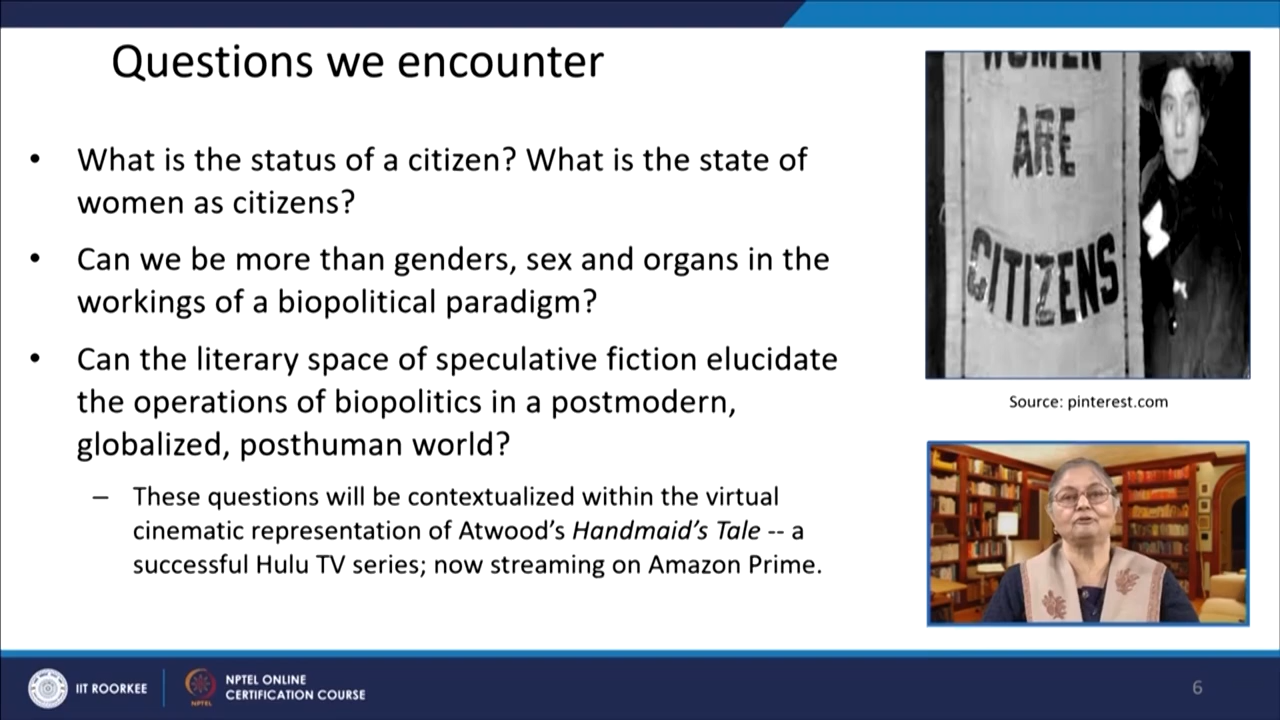 Questions we encounter
• What is the status of a citizen? What is the state of
women as citizens?
• Can we be more than genders, sex and organs in the
workings of a biopolitical paradigm?
• Can the literary space of speculative fiction elucidate
the operations of biopolitics in a postmodern,
globalized, posthuman world?
– These questions will be contextualized within the virtual
cinematic representation of Atwood's Handmaid's Tale -- a
successful Hulu TV series; now streaming on Amazon Prime.
WOMEN
ARE
CITIZENS
Source: pinterest.com
IIT ROORKEE
NPTEL
NPTEL ONLINE
CERTIFICATION COURSE
6